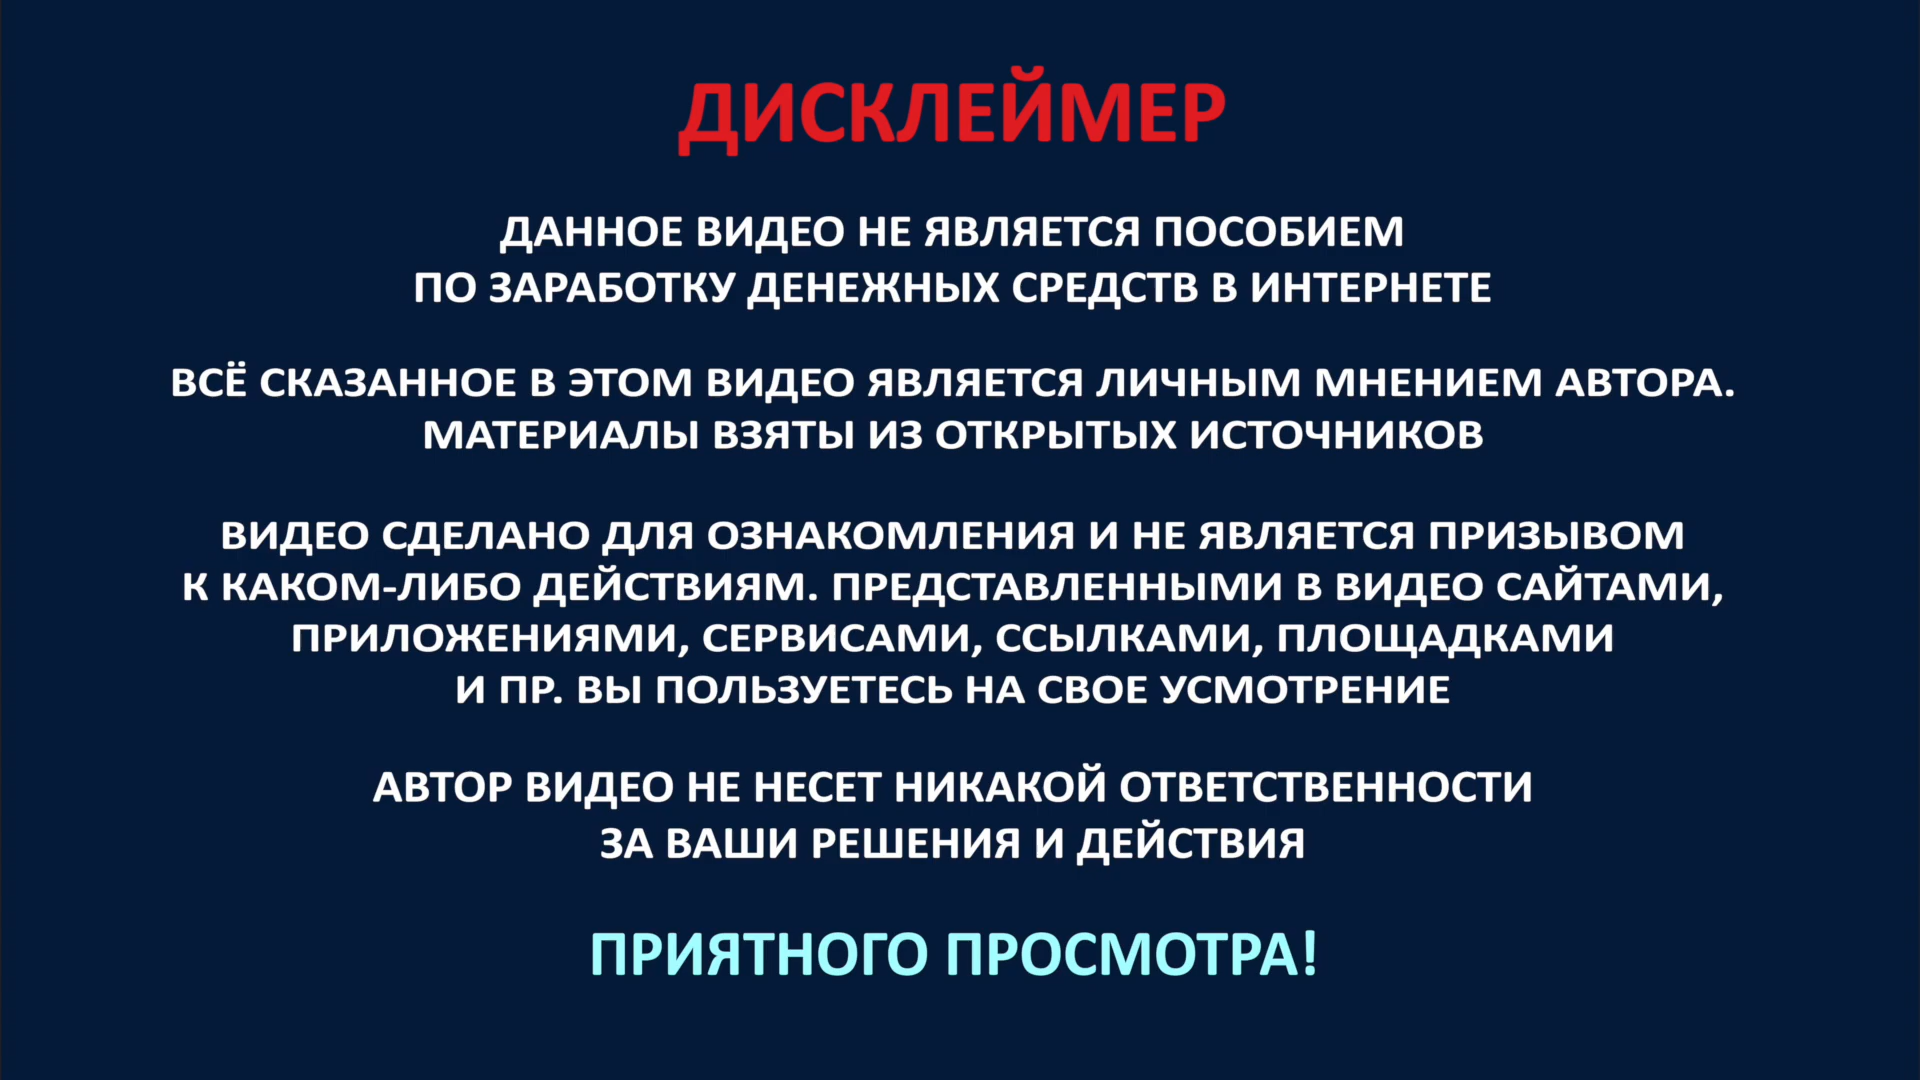 ДИСКЛЕЙМЕР
ДАННОЕ ВИДЕО НЕ ЯВЛЯЕТСЯ ПОСОБИЕМ
ПО ЗАРАБОТКУ ДЕНЕЖНЫХ СРЕДСТВ В ИНТЕРНЕТЕ
ВСЁ СКАЗАННОЕ В ЭТОМ ВИДЕО ЯВЛЯЕТСЯ ЛИЧНЫМ МНЕНИЕМ АВТОРА.
МАТЕРИАЛЫ ВЗЯТЫ ИЗ ОТКРЫТЫХ ИСТОЧНИКОВ
ВИДЕО СДЕЛАНО ДЛЯ ОЗНАКОМЛЕНИЯ И НЕ ЯВЛЯЕТСЯ ПРИЗЫВОМ
К КАКОМ-ЛИБО ДЕЙСТВИЯМ. ПРЕДСТАВЛЕННЫМИ В ВИДЕО САЙТАМИ,
ПРИЛОЖЕНИЯМИ, СЕРВИСАМИ, ССЫЛКАМИ, ПЛОЩАДКАМИ
И ПР. ВЫ ПОЛЬЗУЕТЕСЬ НА СВОЕ УСМОТРЕНИЕ
АВТОР ВИДЕО НЕ НЕСЕТ НИКАКОЙ ОТВЕТСТВЕННОСТИ
ЗА ВАШИ РЕШЕНИЯ И ДЕЙСТВИЯ
ПРИЯТНОГО ПРОСМОТРА!